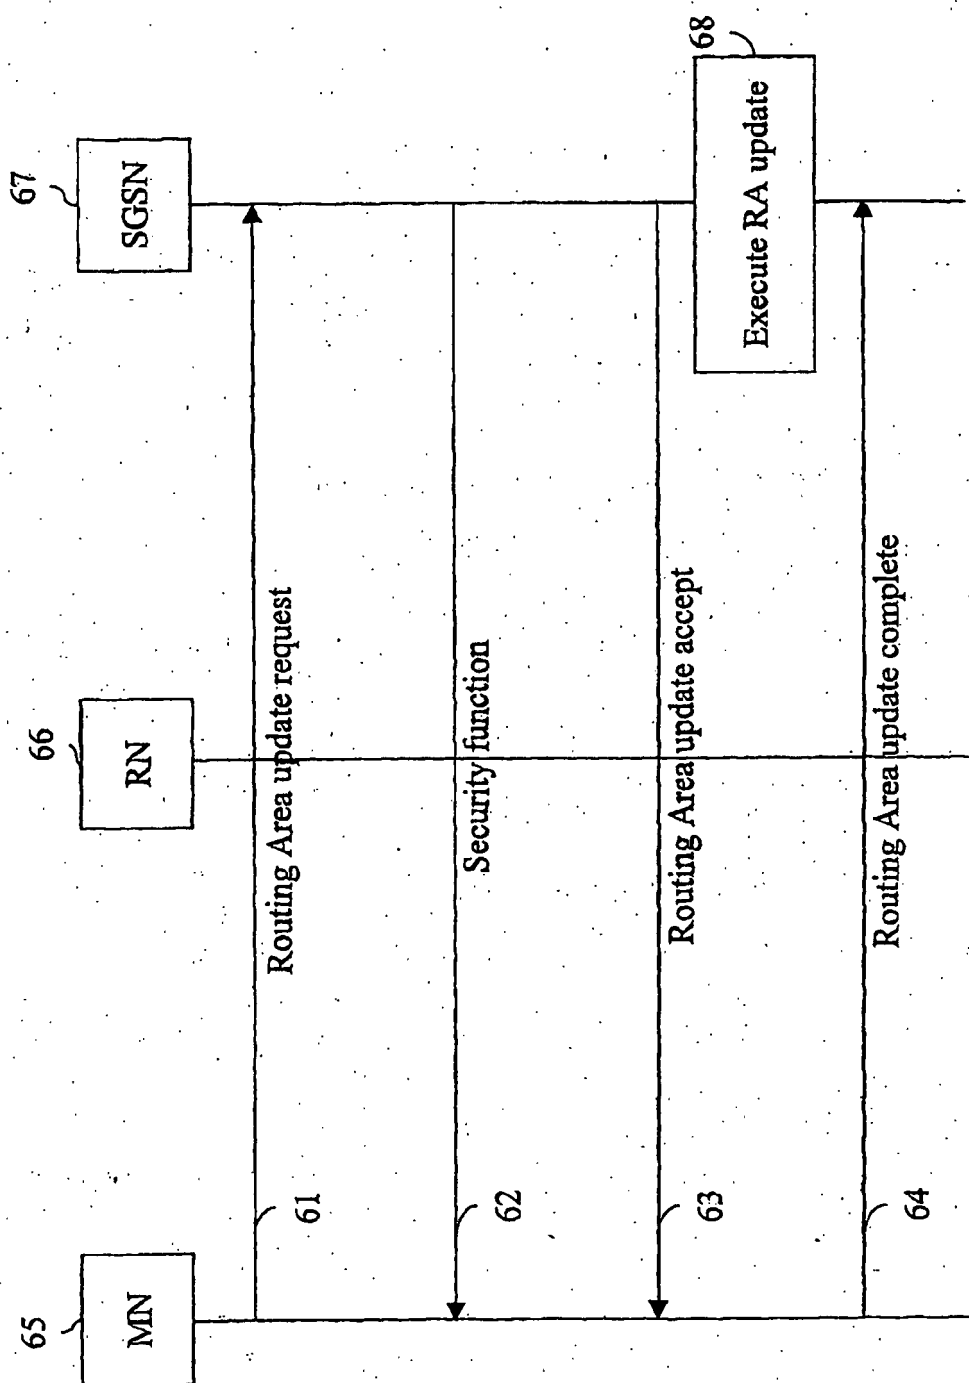 65
MN
66
RN
67
SGSN
Routing Area update request
61
Security function
62
Routing Area update accept
63
68
Execute RA update
Routing Area update complete
64